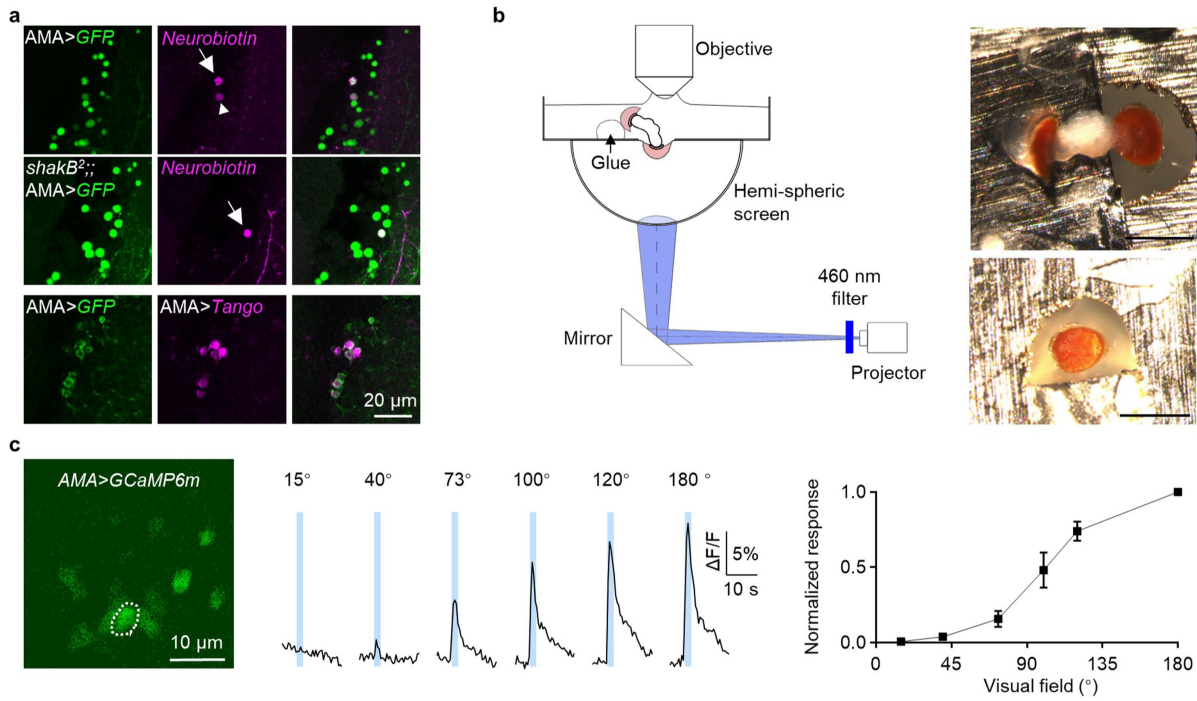 a
AMA>GFP
Neurobiotin
shakB²;;
AMA>GFP
Neurobiotin
AMA>GFP
AMA>Tango
20 µm
b
Objective
Glue
Hemi-spheric
screen
460 nm
filter
Mirror
Projector
c
AMA>GCaMP6m
10 µm
15°
40°
73°
100°
120°
180 °
ΔF/F
5%
10 s
Normalized response
1.0
0.5
0.0
0
45
90
135
180
Visual field (°)